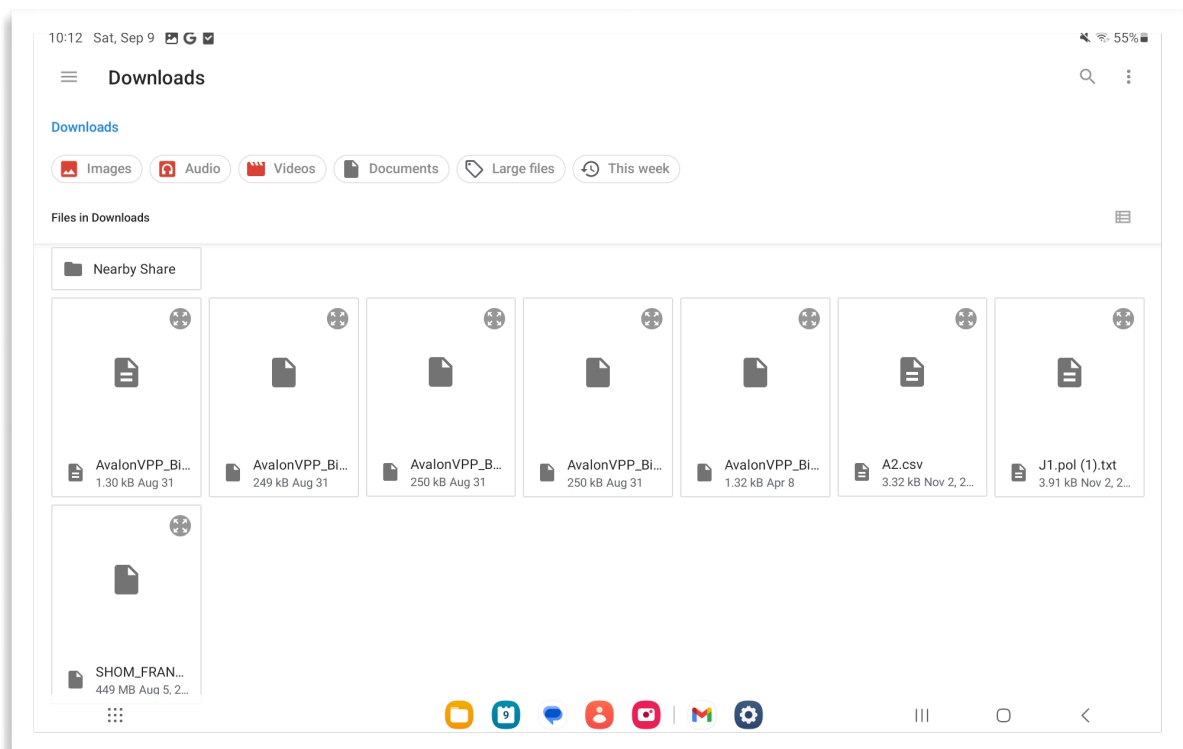 10:12 Sat, Sep 9 G 55%
Downloads
Downloads
Images Audio Videos Documents Large files This week
Files in Downloads
Nearby Share
AvalonVPP_Bi... AvalonVPP_Bi... AvalonVPP_B... AvalonVPP_Bi... AvalonVPP_Bi... A2.csv J1.pol (1).txt
1.30 kB Aug 31 249 kB Aug 31 250 kB Aug 31 250 kB Aug 31 1.32 kB Apr 8 3.32 kB Nov 2, 2... 3.91 kB Nov 2, 2...
SHOM_FRAN...
449 MB Aug 5, 2...
9